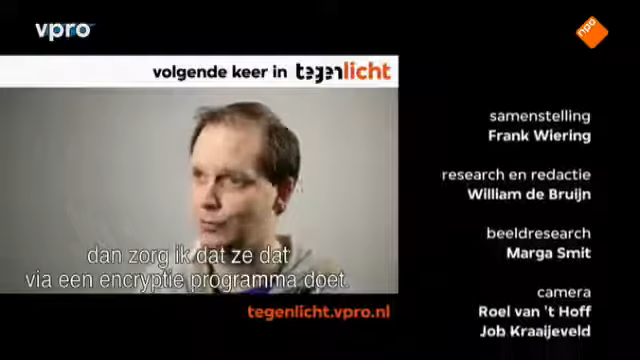 vpro
npo
volgende keer in tegenlicht
dan zorg ik dat ze dat
via een encryptie programma doet.
tegenlicht.vpro.nl
samenstelling
Frank Wiering
research en redactie
William de Bruijn
beeldresearch
Marga Smit
camera
Roel van 't Hoff
Job Kraaijeveld